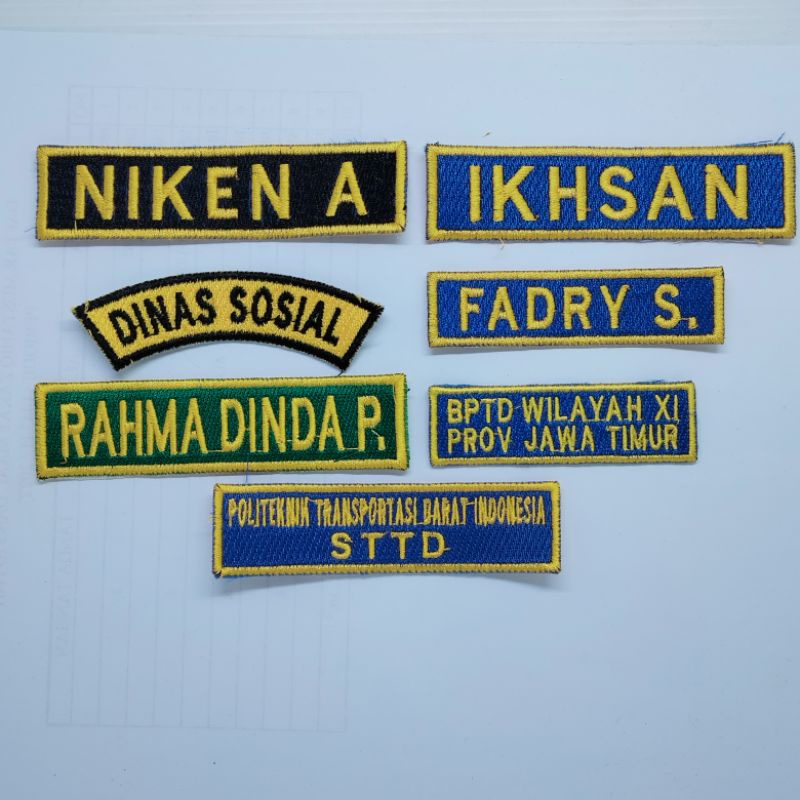 NIKEN A
IKHSAN
DINAS SOSIAL
FADRY S.
RAHMA DINDA P.
BPTD WILAYAH XI
PROV JAWA TIMUR
POLITEKNIK TRANSPORTASI DARAT INDONESIA
STTD